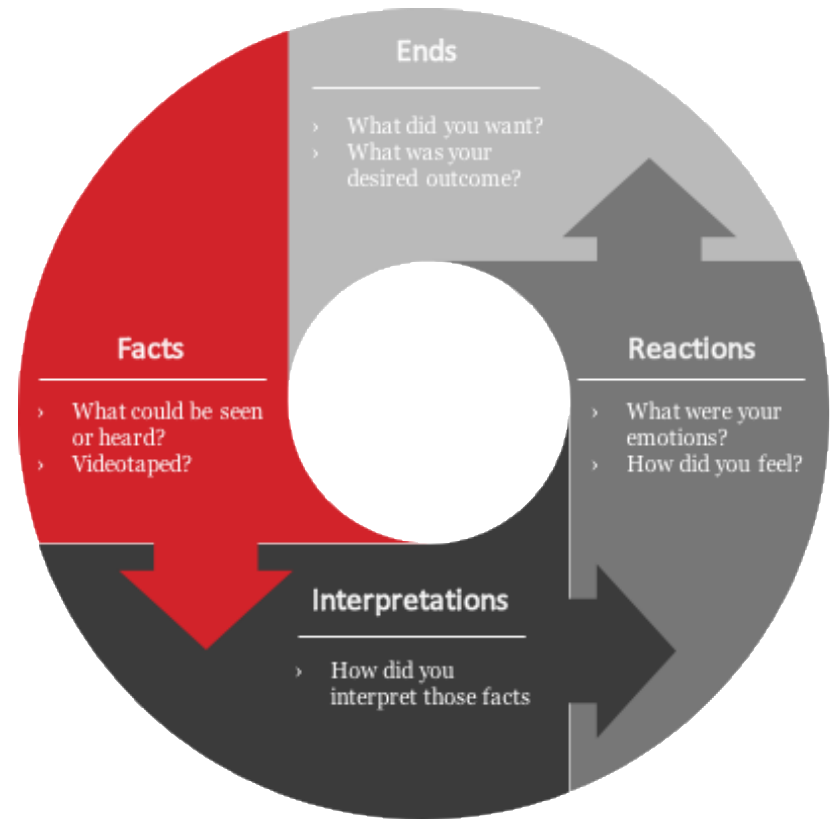 Ends
› What did you want?
› What was your
desired outcome?
Facts
› What could be seen
or heard?
› Videotaped?
Interpretations
› How did you
interpret those facts
Reactions
› What were your
emotions?
› How did you feel?